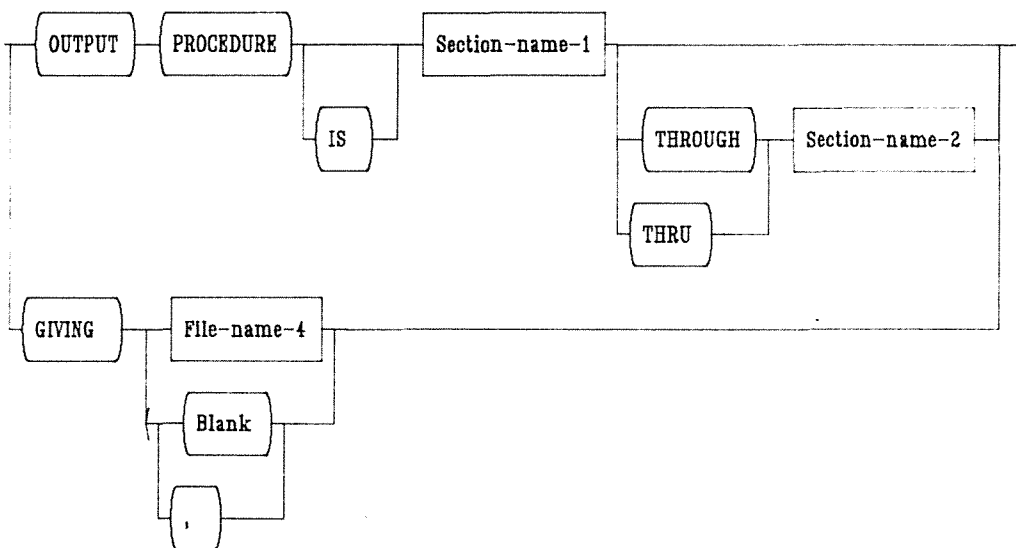 OUTPUT PROCEDURE Section-name-1
IS THROUGH Section-name-2
THRU
GIVING File-name-4
Blank
,